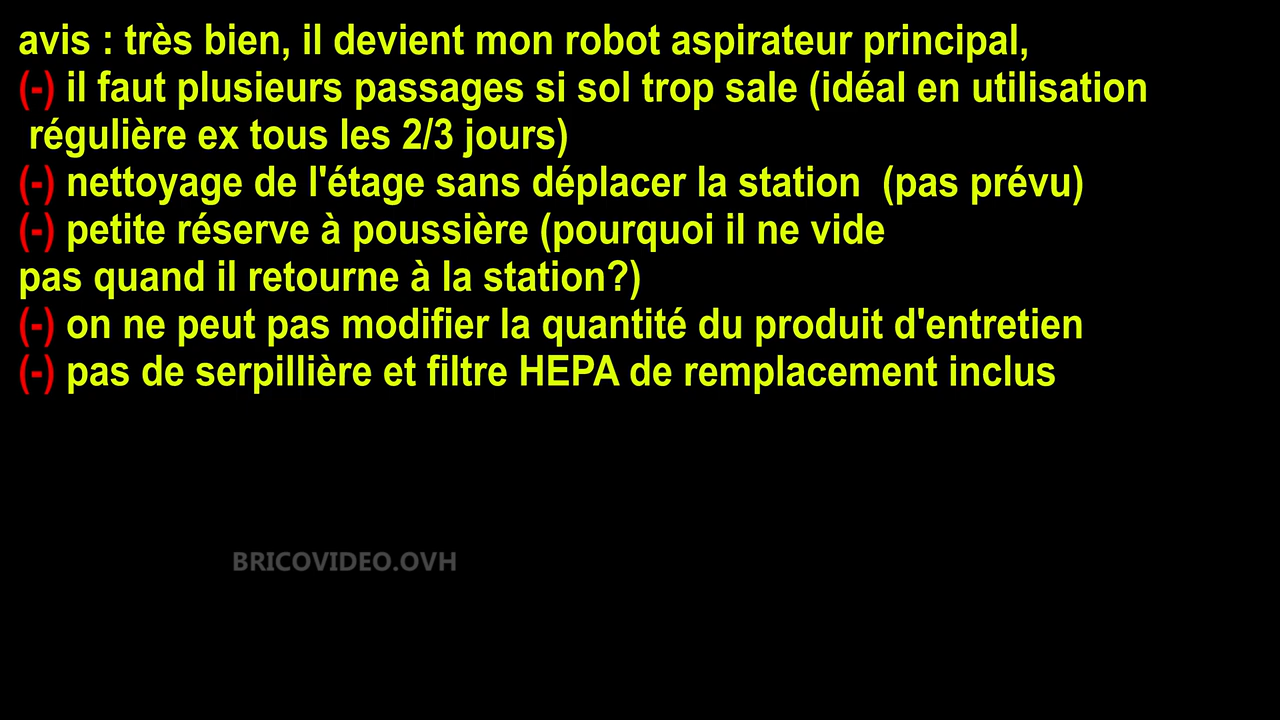 avis : très bien, il devient mon robot aspirateur principal,
(-) il faut plusieurs passages si sol trop sale (idéal en utilisation
régulière ex tous les 2/3 jours)
(-) nettoyage de l'étage sans déplacer la station (pas prévu)
(-) petite réserve à poussière (pourquoi il ne vide
pas quand il retourne à la station?)
(-) on ne peut pas modifier la quantité du produit d'entretien
(-) pas de serpillière et filtre HEPA de remplacement inclus
BRICOVIDEO.OVH